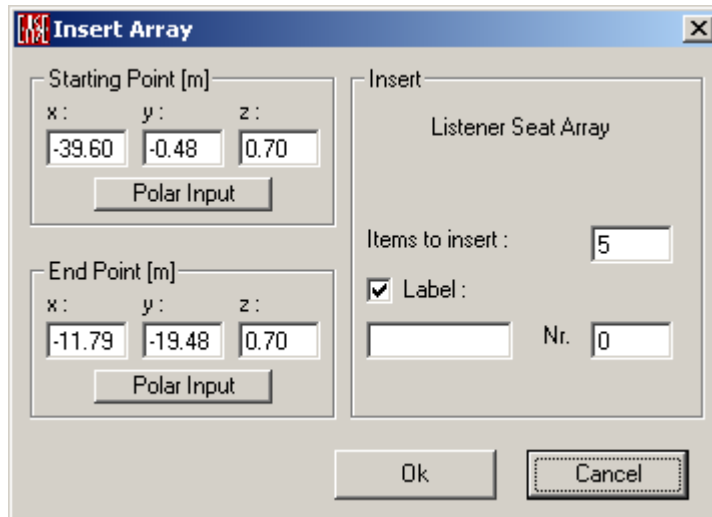 EASE Insert Array
Starting Point [m]
x : y : z :
-39.60 -0.48 0.70
Polar Input
End Point [m]
x : y : z :
-11.79 -19.48 0.70
Polar Input
Insert
Listener Seat Array
Items to insert : 5
Label :
Nr. 0
Ok Cancel